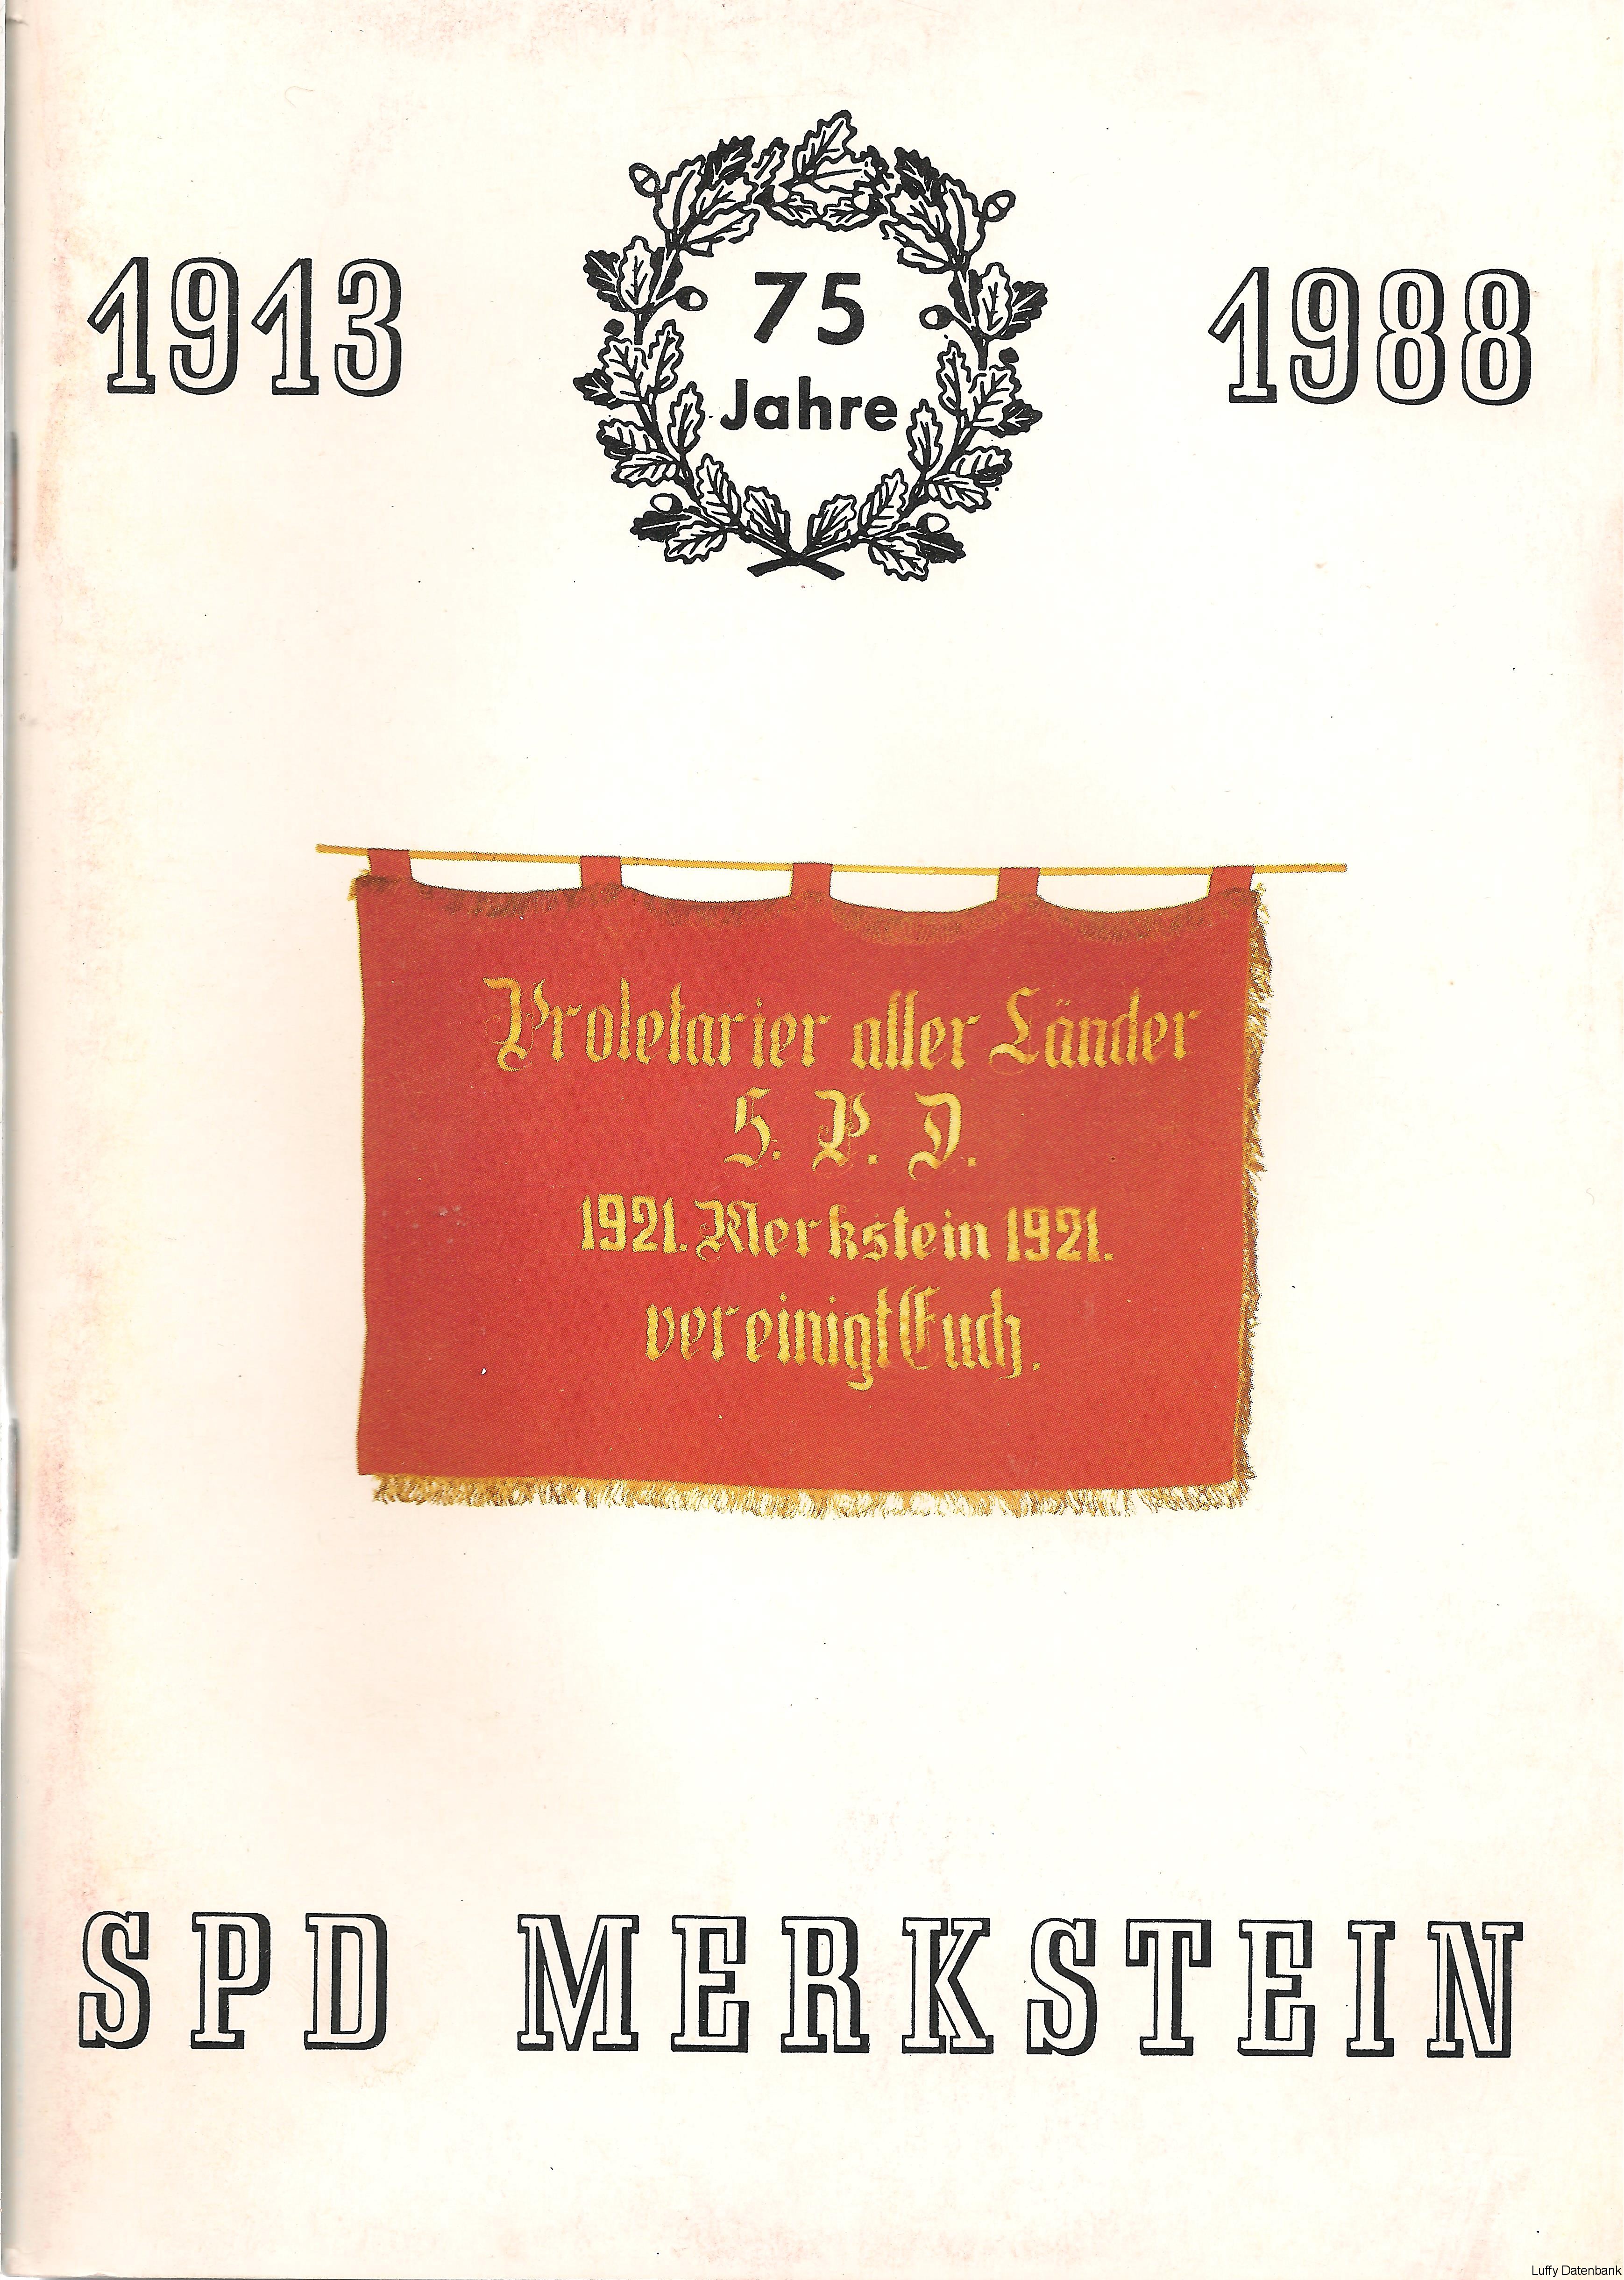 1913
75
Jahre
1988
Proletarier aller Länder
S. P. D.
1921. Merkstein 1921.
vereinigt Euch.
SPD MERKSTEIN
Luffy Datenbank